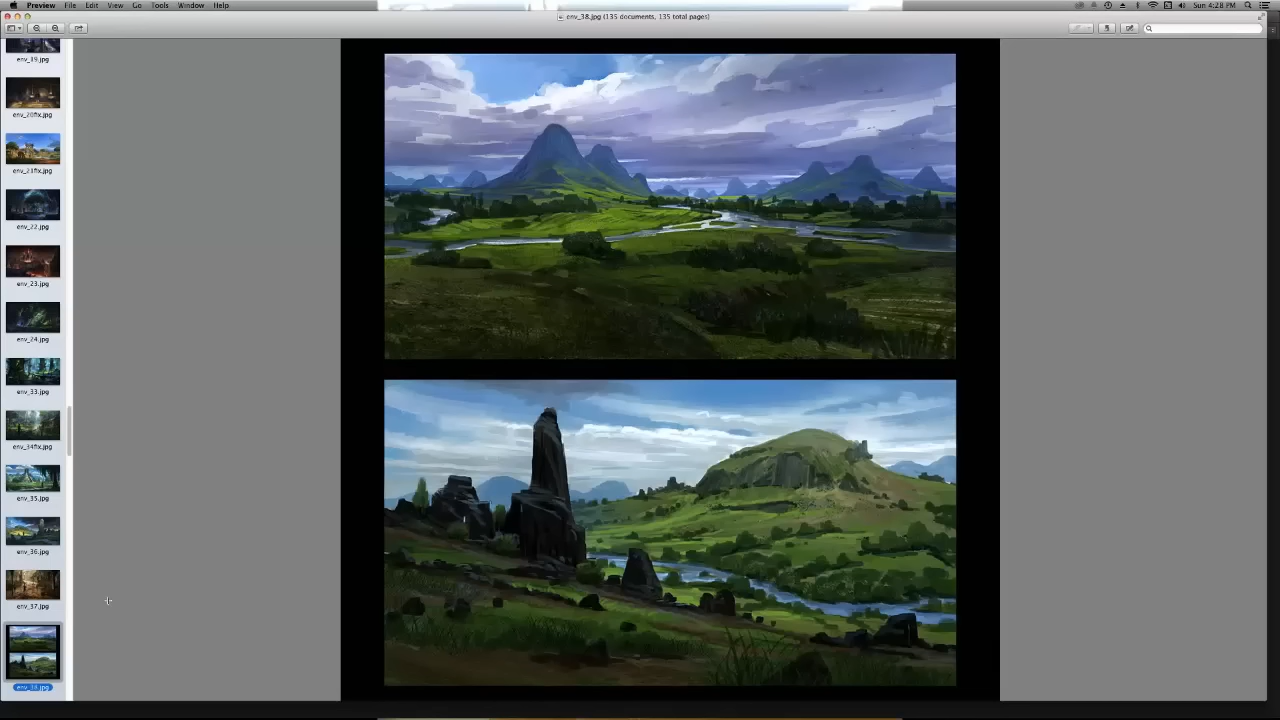 Preview File Edit View Go Tools Window Help
Sun 4:28 PM
env_38.jpg (135 documents, 135 total pages)
env_19.jpg
env_20fix.jpg
env_21fix.jpg
env_22.jpg
env_23.jpg
env_24.jpg
env_33.jpg
env_34fix.jpg
env_35.jpg
env_36.jpg
env_37.jpg
env_38.jpg